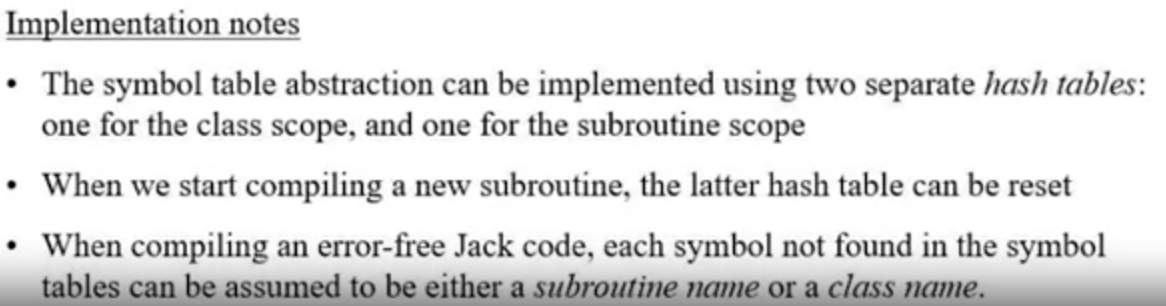 Implementation notes
• The symbol table abstraction can be implemented using two separate hash tables:
one for the class scope, and one for the subroutine scope
• When we start compiling a new subroutine, the latter hash table can be reset
• When compiling an error-free Jack code, each symbol not found in the symbol
tables can be assumed to be either a subroutine name or a class name.